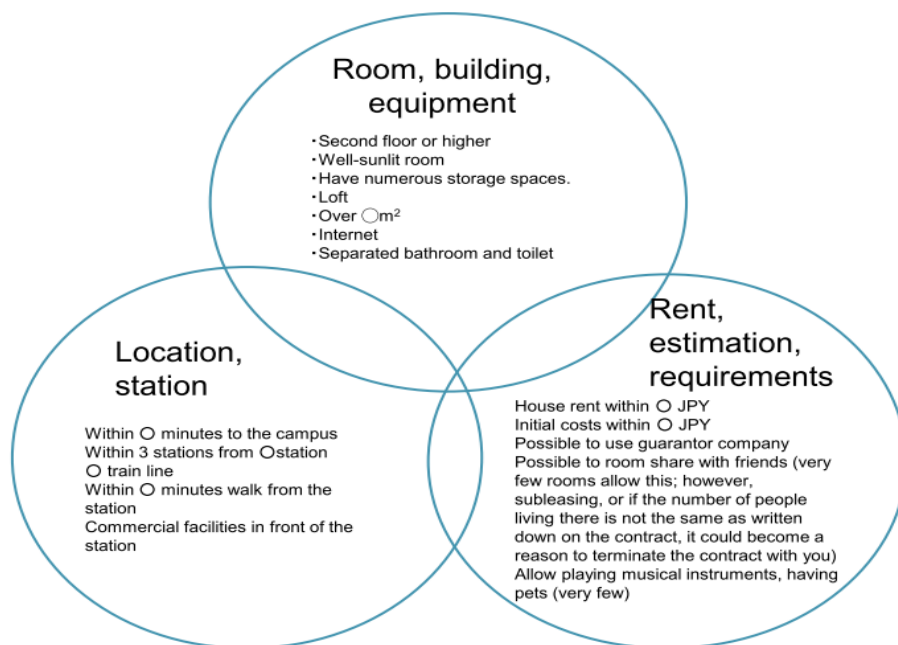 Room, building,
equipment
・Second floor or higher
・Well-sunlit room
・Have numerous storage spaces.
・Loft
・Over ○m²
・Internet
・Separated bathroom and toilet
Location,
station
Within ○ minutes to the campus
Within 3 stations from ○station
○ train line
Within ○ minutes walk from the
station
Commercial facilities in front of the
station
Rent,
estimation,
requirements
House rent within ○ JPY
Initial costs within ○ JPY
Possible to use guarantor company
Possible to room share with friends (very
few rooms allow this; however,
subleasing, or if the number of people
living there is not the same as written
down on the contract, it could become a
reason to terminate the contract with you)
Allow playing musical instruments, having
pets (very few)